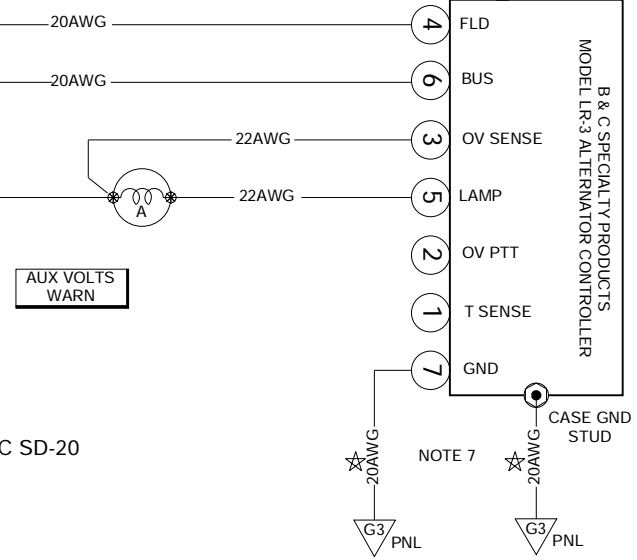 20AWG
4
FLD
20AWG
6
BUS
22AWG
3
OV SENSE
A
22AWG
5
LAMP
2
OV PTT
1
T SENSE
7
GND
B & C SPECIALTY PRODUCTS
MODEL LR-3 ALTERNATOR CONTROLLER
AUX VOLTS
WARN
CASE GND
STUD
C SD-20
20AWG
NOTE 7
20AWG
G3
PNL
G3
PNL